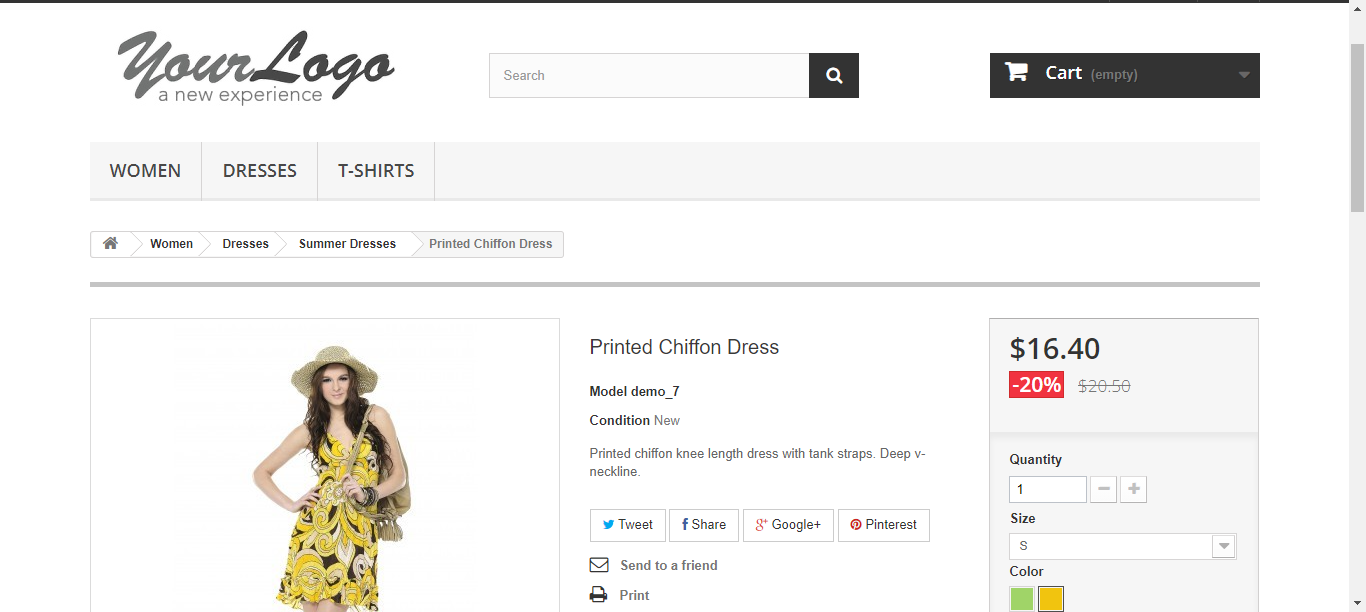 YourLogo
a new experience
Search
Cart (empty)
WOMEN
DRESSES
T-SHIRTS
Women
Dresses
Summer Dresses
Printed Chiffon Dress
Printed Chiffon Dress
Model demo_7
Condition New
Printed chiffon knee length dress with tank straps. Deep v-
neckline.
Tweet
Share
Google+
Pinterest
Send to a friend
Print
$16.40
-20% $20.50
Quantity
1
Size
S
Color